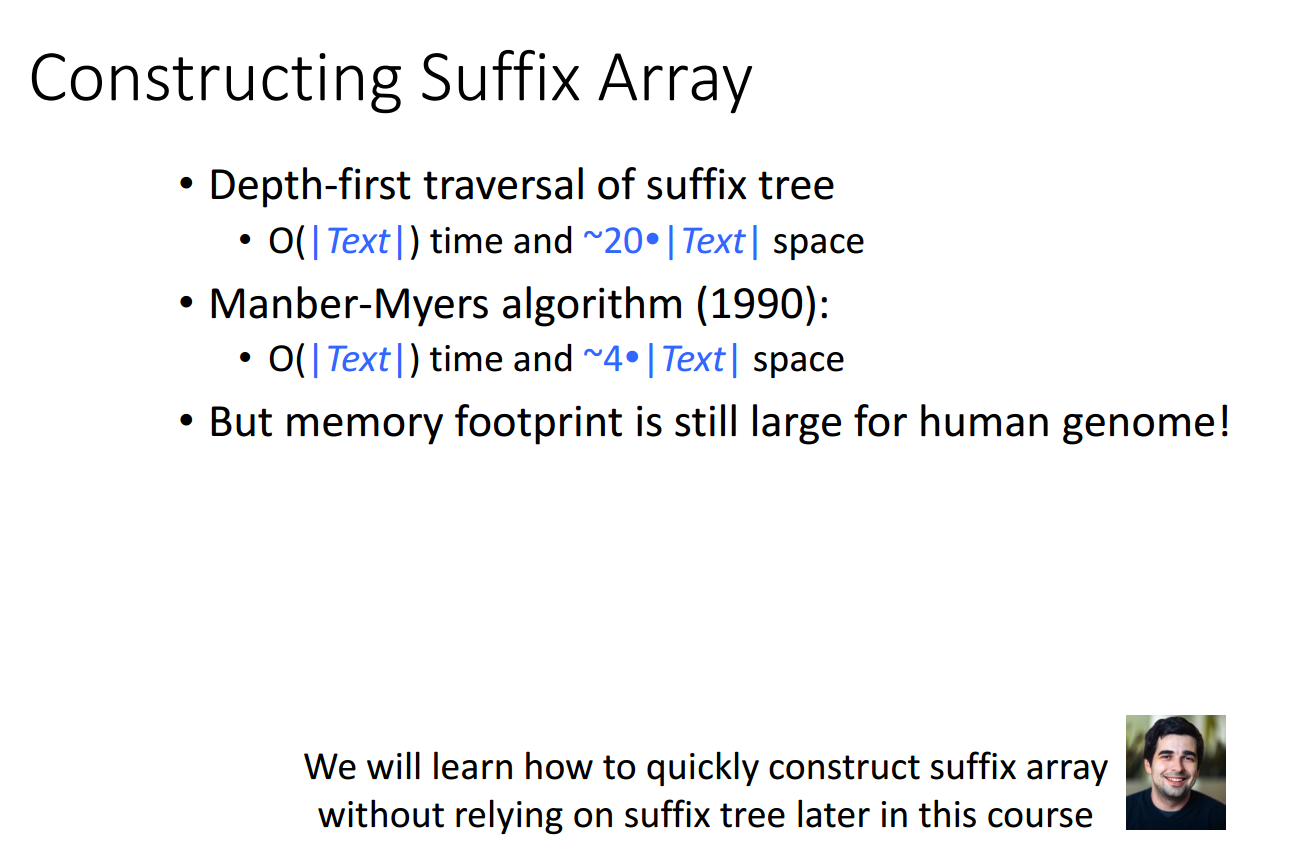 Constructing Suffix Array
• Depth-first traversal of suffix tree
• O(|Text|) time and ~20•|Text| space
• Manber-Myers algorithm (1990):
• O(|Text|) time and ~4•|Text| space
• But memory footprint is still large for human genome!
We will learn how to quickly construct suffix array
without relying on suffix tree later in this course